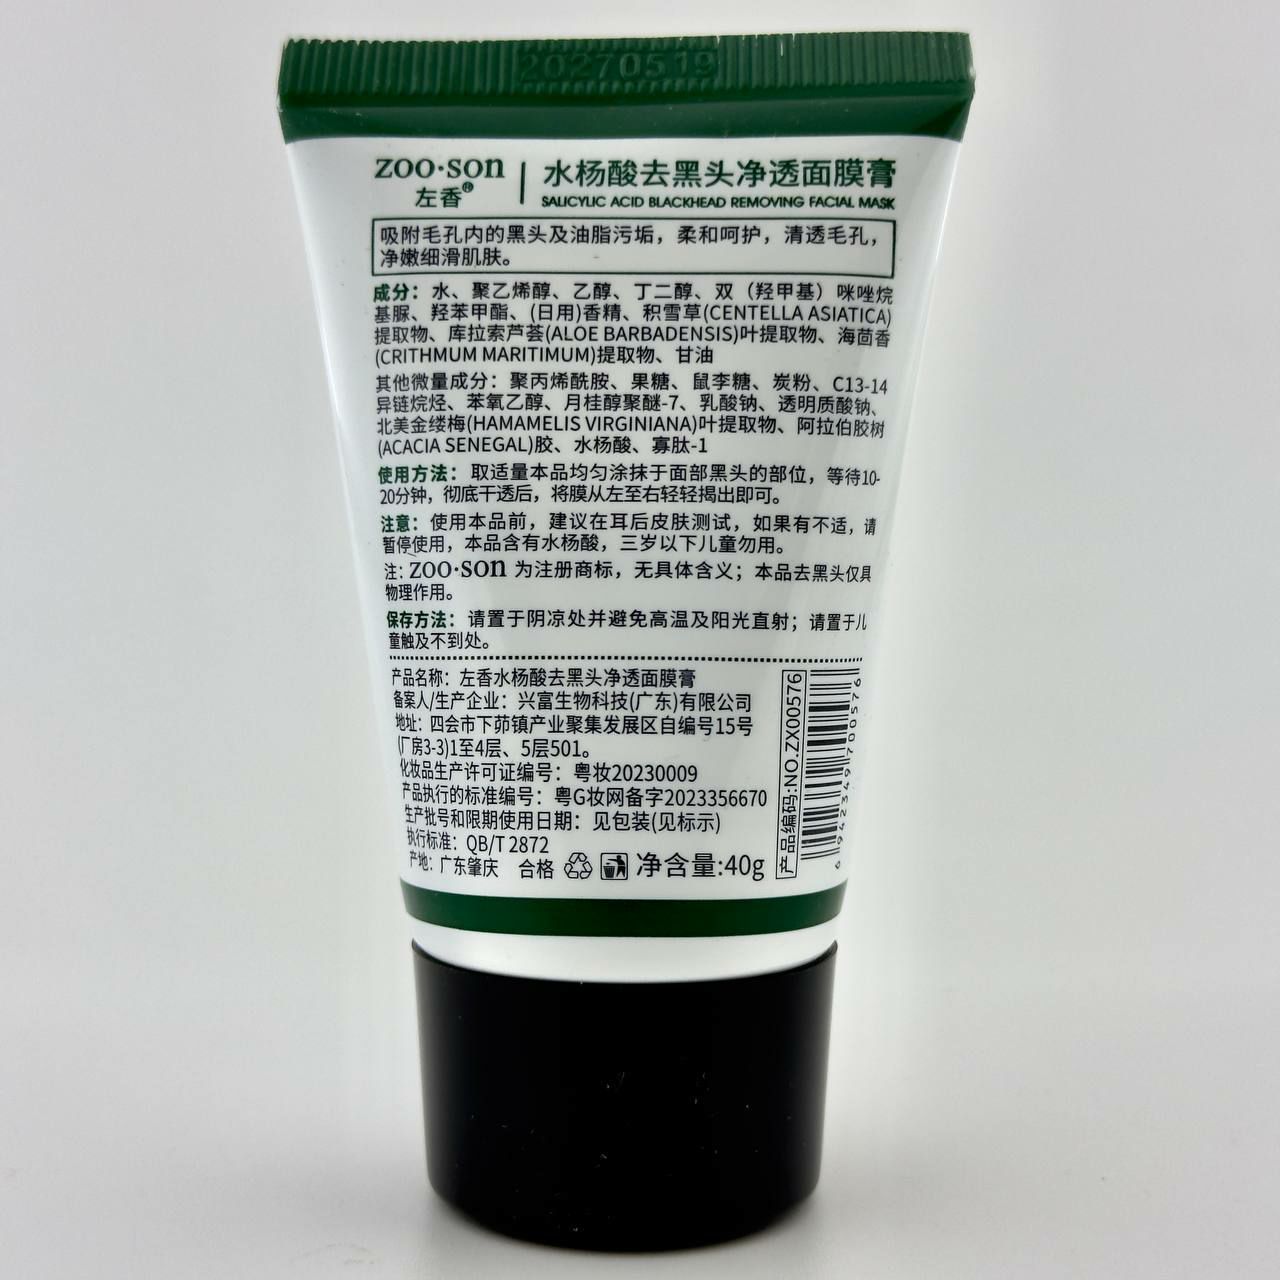 20270519
zoo·son
左香®
水杨酸去黑头净透面膜膏
SALICYLIC ACID BLACKHEAD REMOVING FACIAL MASK
吸附毛孔内的黑头及油脂污垢，柔和呵护，清透毛孔，
净嫩细滑肌肤。
成分：水、聚乙烯醇、乙醇、丁二醇、双（羟甲基）咪唑烷
基脲、羟苯甲酯、(日用)香精、积雪草(CENTELLA ASIATICA)
提取物、库拉索芦荟(ALOE BARBADENSIS)叶提取物、海茴香
(CRITHMUM MARITIMUM)提取物、甘油
其他微量成分：聚丙烯酰胺、果糖、鼠李糖、炭粉、C13-14
异链烷烃、苯氧乙醇、月桂醇聚醚-7、乳酸钠、透明质酸钠、
北美金缕梅(HAMAMELIS VIRGINIANA)叶提取物、阿拉伯胶树
(ACACIA SENEGAL)胶、水杨酸、寡肽-1
使用方法：取适量本品均匀涂抹于面部黑头的部位，等待10-
20分钟，彻底干透后，将膜从左至右轻轻揭出即可。
注意：使用本品前，建议在耳后皮肤测试，如果有不适，请
暂停使用，本品含有水杨酸，三岁以下儿童勿用。
注：zoo·son 为注册商标，无具体含义；本品去黑头仅具
物理作用。
保存方法：请置于阴凉处并避免高温及阳光直射；请置于儿
童触及不到处。
产品名称：左香水杨酸去黑头净透面膜膏
备案人/生产企业：兴富生物科技(广东)有限公司
地址：四会市下茆镇产业聚集发展区自编号15号
(厂房3-3)1至4层、5层501。
化妆品生产许可证编号：粤妆20230009
产品执行的标准编号：粤G妆网备字2023356670
生产批号和限期使用日期：见包装(见标示)
执行标准：QB/T 2872
产地：广东肇庆 合格 净含量:40g
产品编码:NO.ZX00576
6942349700576